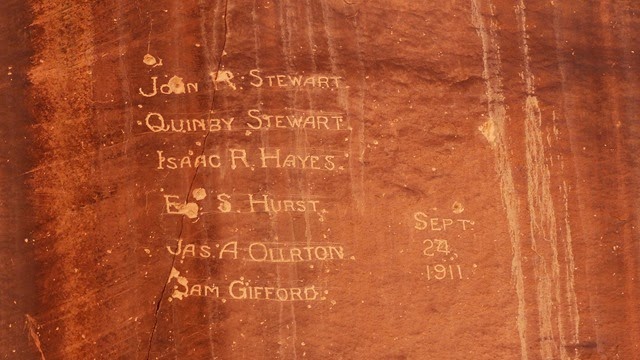 John R. Stewart.
Quinby Stewart.
Isaac R. Hayes.
S. Hurst.
Jas. A. Ollrton.
Sam Gifford.
Sept.
24,
1911.